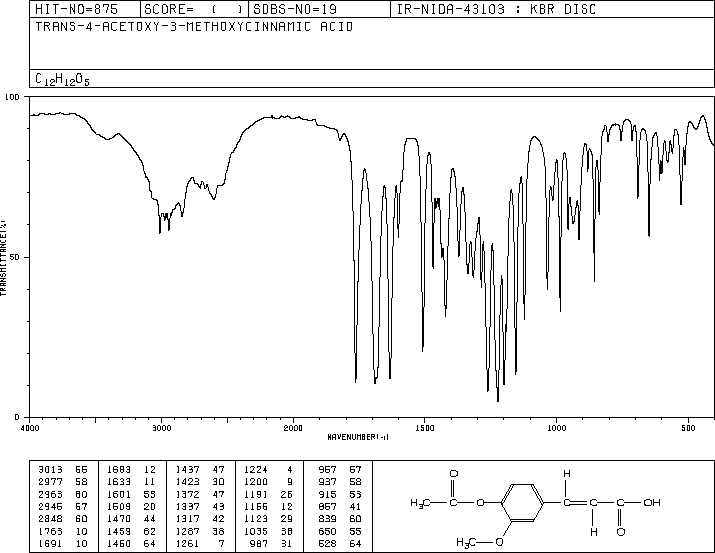 HIT-NO=875 SCORE= ( ) SDBS-NO=19 IR-NIDA-43103 : KBR DISC
TRANS-4-ACETOXY-3-METHOXYCINNAMIC ACID
C12H12O5
100
50
0
TRANSMITTANCE(%)
4000 3000 2000 1500 1000 500
WAVENUMBER(-1)
3013 55 1683 12 1437 47 1224 4 957 57
2977 58 1633 11 1423 30 1200 9 937 58
2963 60 1601 55 1372 47 1191 26 915 53
2945 57 1509 20 1337 43 1155 12 857 41
2848 60 1470 44 1317 42 1123 29 839 60
1763 10 1459 62 1287 38 1035 38 650 55
1691 10 1450 64 1261 7 987 31 528 64
O
H3C C O
H
C C C OH
H
O
H3C O